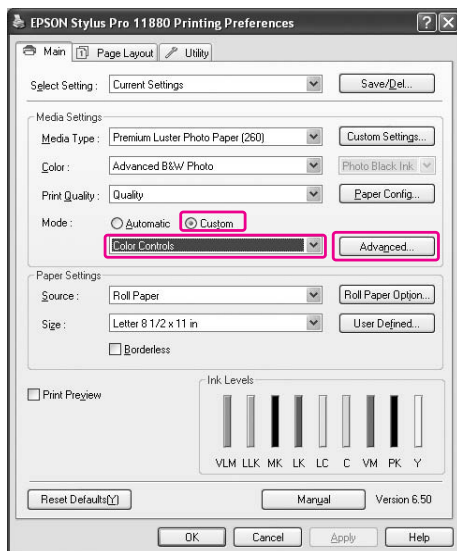 EPSON Stylus Pro 11880 Printing Preferences
Main Page Layout Utility
Select Setting : Current Settings Save/Del...
Media Settings
Media Type : Premium Luster Photo Paper (260) Custom Settings...
Color : Advanced B&W Photo Photo Black Ink
Print Quality : Quality Paper Config...
Mode : Automatic Custom
Color Controls Advanced...
Paper Settings
Source : Roll Paper Roll Paper Option...
Size : Letter 8 1/2 x 11 in User Defined...
Borderless
Print Preview
Ink Levels
VLM LLK MK LK LC C VM PK Y
Reset Defaults(Y) Manual Version 6.50
OK Cancel Apply Help